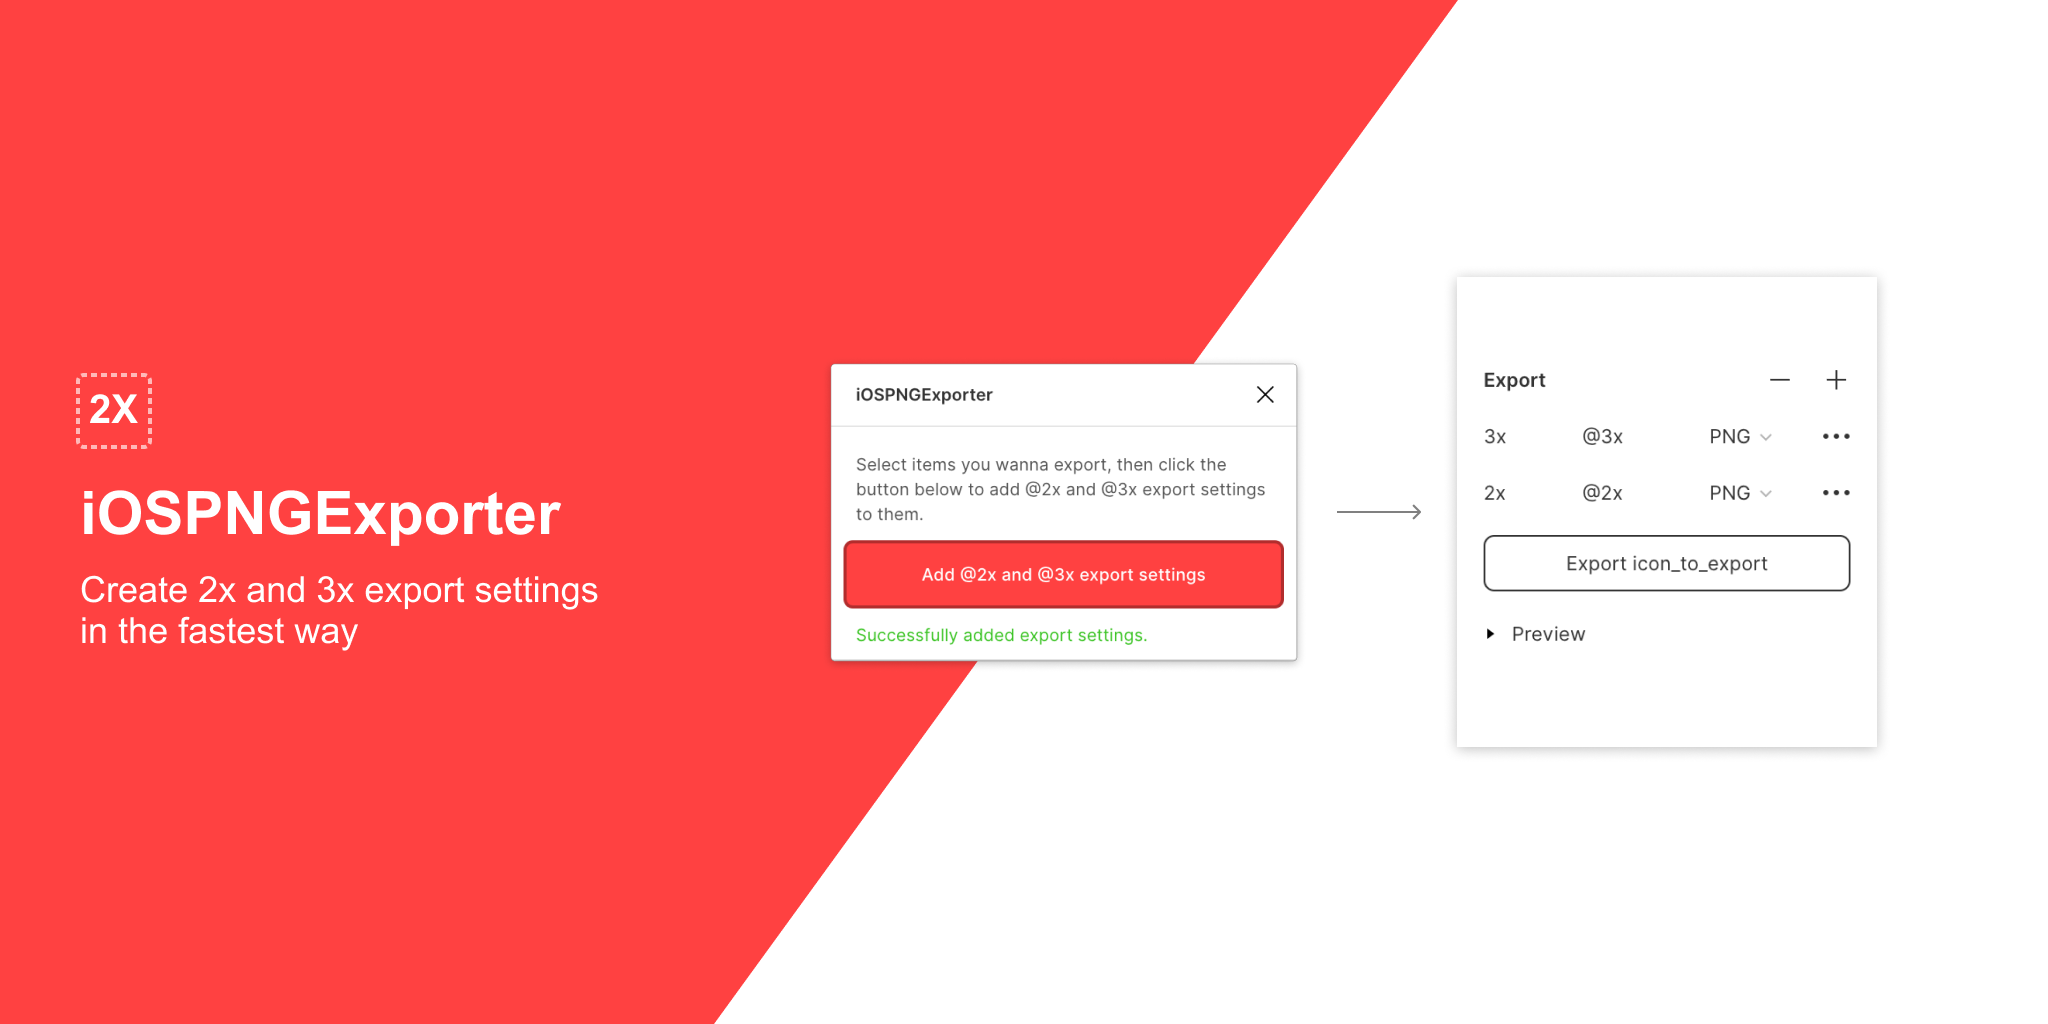 2X
iOSPNGExporter
Create 2x and 3x export settings
in the fastest way
iOSPNGExporter
Select items you wanna export, then click the
button below to add @2x and @3x export settings
to them.
Add @2x and @3x export settings
Successfully added export settings.
Export
3x @3x PNG
2x @2x PNG
Export icon_to_export
Preview